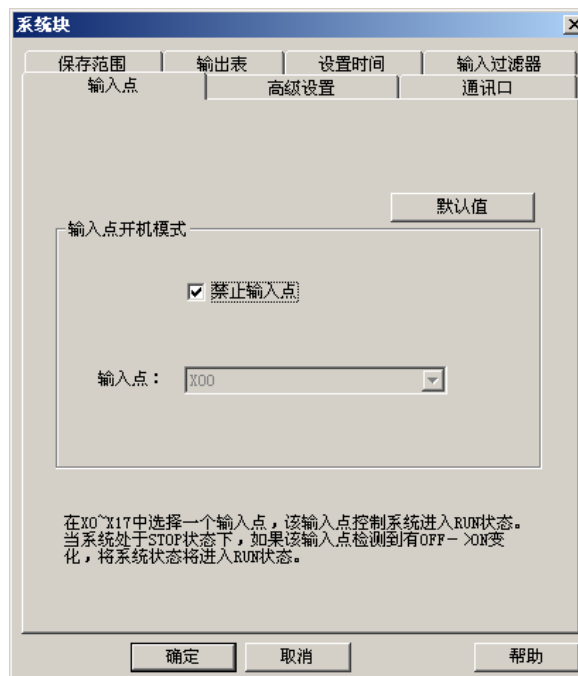 系统块
保存范围 输出表 设置时间 输入过滤器
输入点 高级设置 通讯口
默认值
输入点开机模式
禁止输入点
输入点： X00
在X0~X17中选择一个输入点，该输入点控制系统进入RUN状态。
当系统处于STOP状态下，如果该输入点检测到有OFF－>ON变
化，将系统状态将进入RUN状态。
确定 取消 帮助